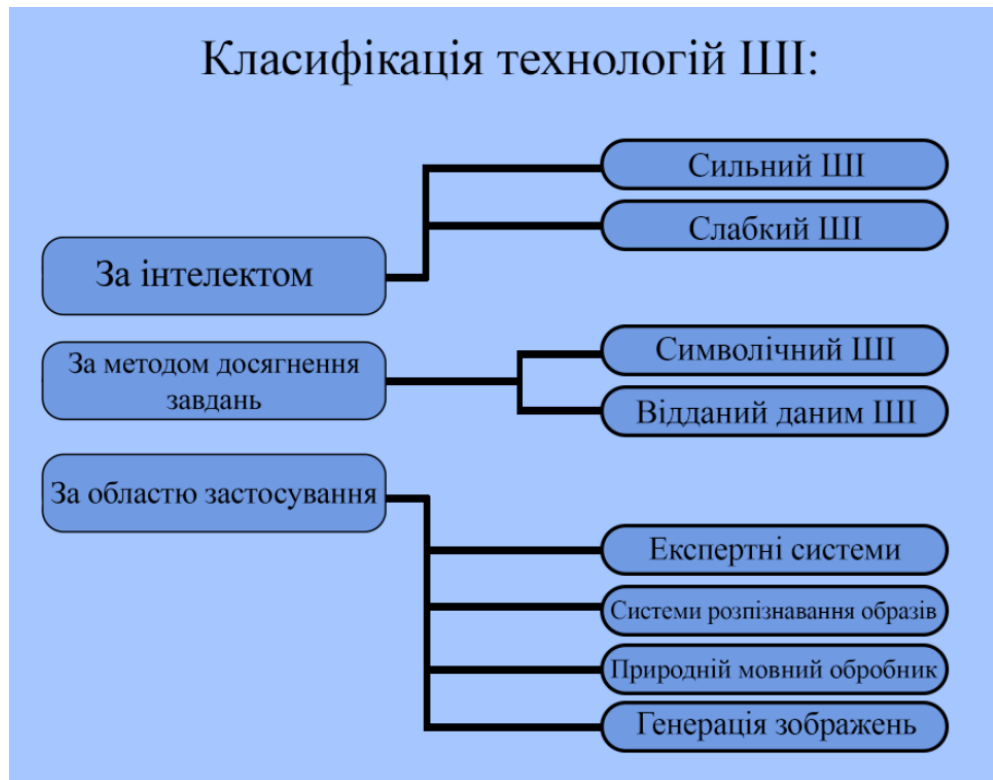 Класифікація технологій ШІ:
За інтелектом
Сильний ШІ
Слабкий ШІ
За методом досягнення
завдань
Символічний ШІ
Відданий даним ШІ
За областю застосування
Експертні системи
Системи розпізнавання образів
Природній мовний обробник
Генерація зображень